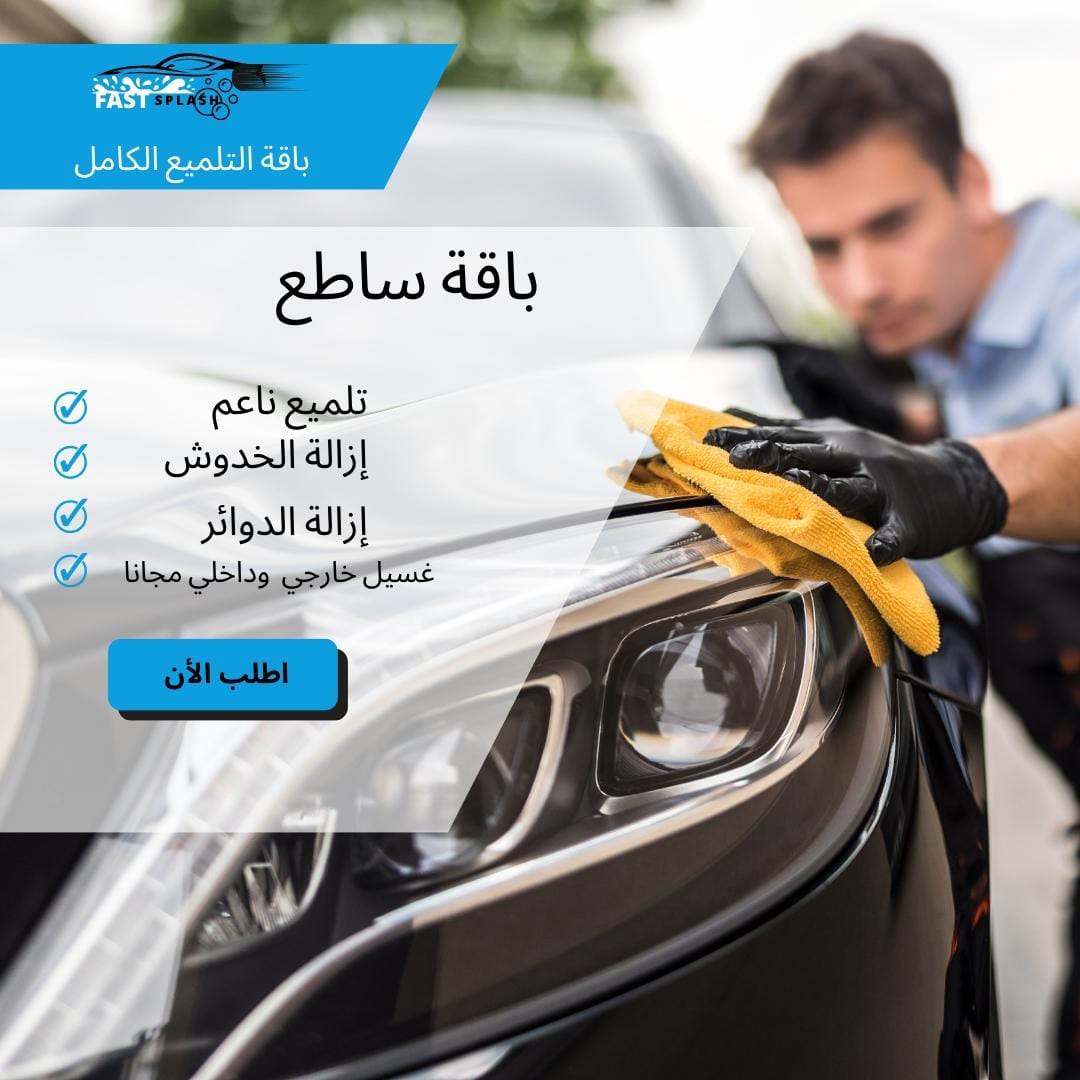 FAST SPLASH
باقة التلميع الكامل
باقة ساطع
تلميع ناعم
إزالة الخدوش
إزالة الدوائر
غسيل خارجي وداخلي مجانا
اطلب الأن